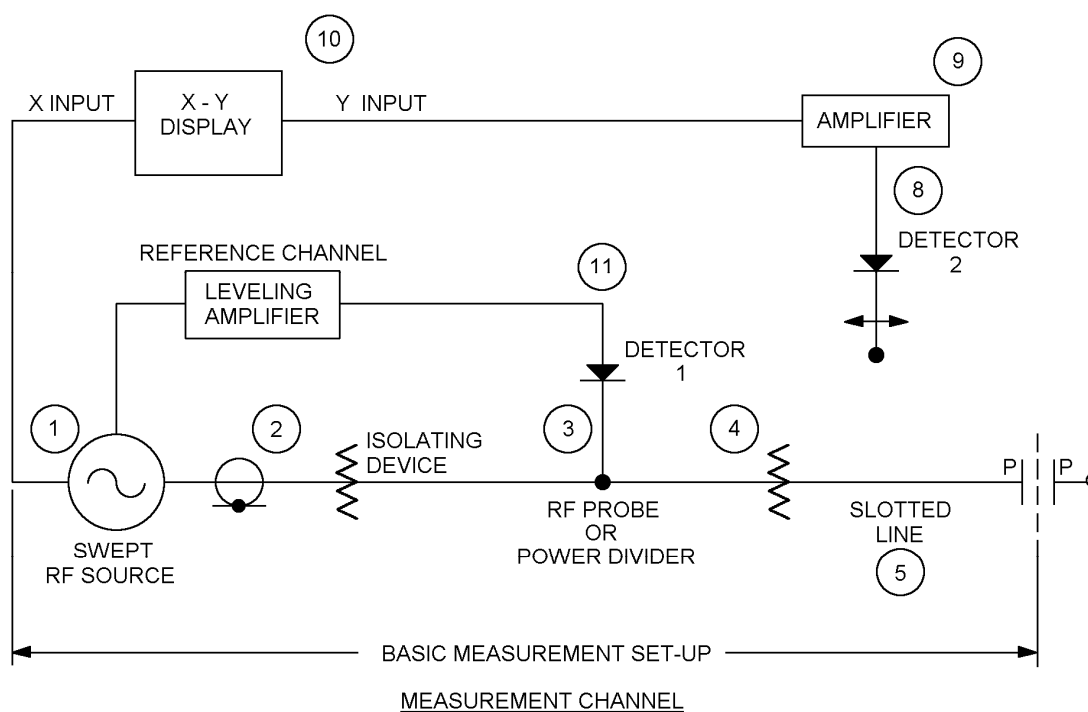 10
9
X INPUT
X - Y
DISPLAY
Y INPUT
AMPLIFIER
8
DETECTOR
2
REFERENCE CHANNEL
LEVELING
AMPLIFIER
11
DETECTOR
1
1
2
ISOLATING
DEVICE
3
4
P
P
SWEPT
RF SOURCE
RF PROBE
OR
POWER DIVIDER
SLOTTED
LINE
5
BASIC MEASUREMENT SET-UP
MEASUREMENT CHANNEL